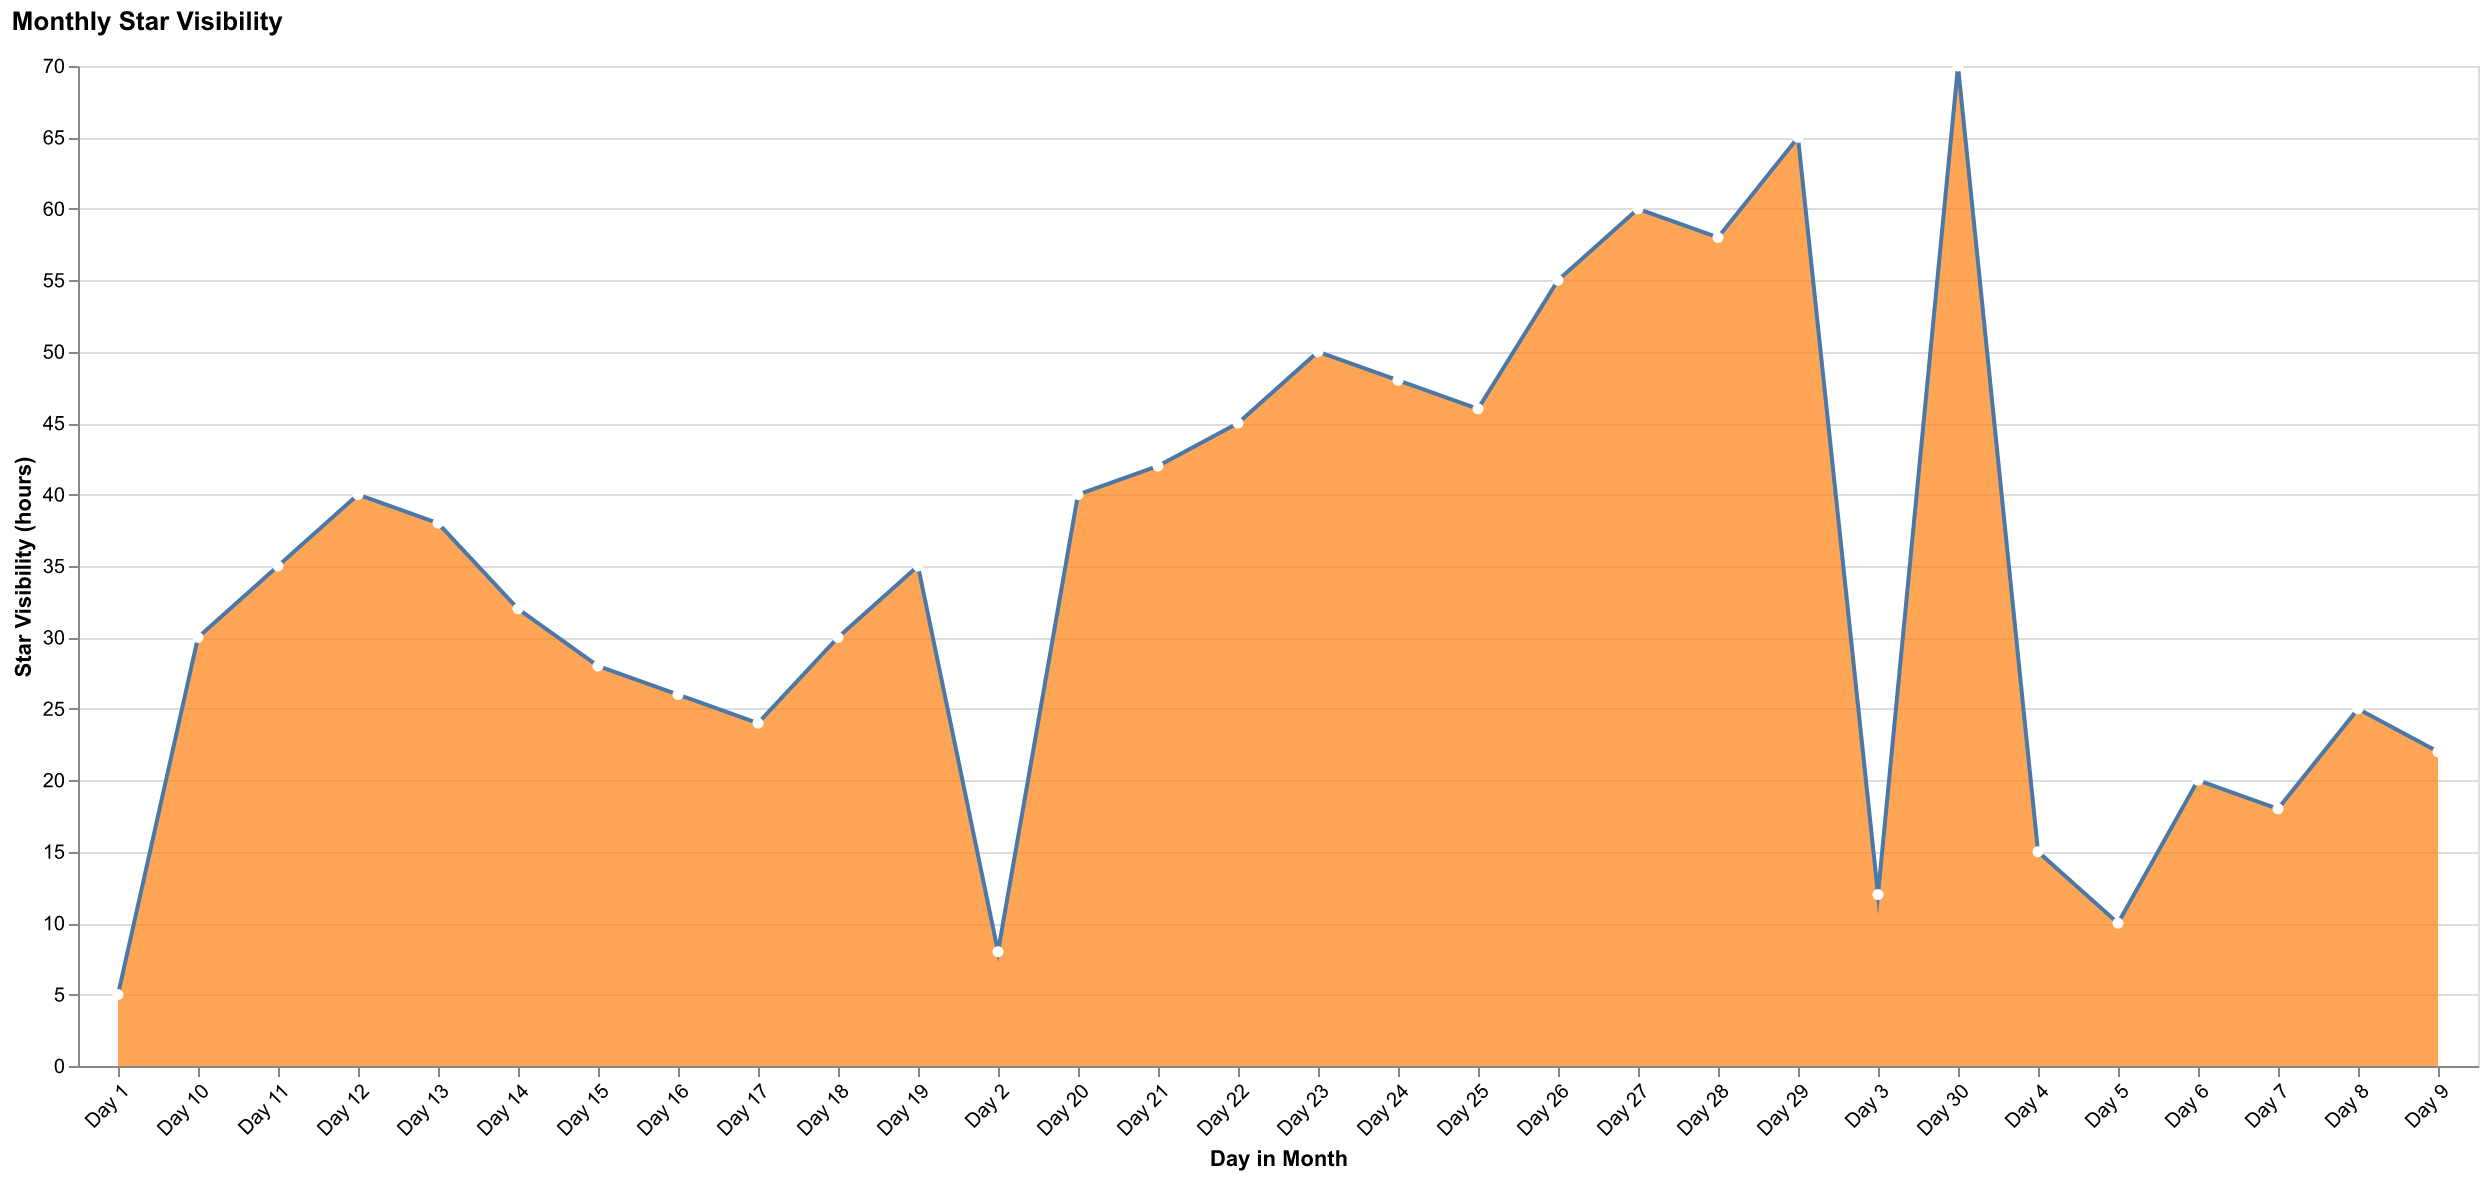 Monthly Star Visibility
70
65
60
55
50
45
40
35
30
25
20
15
10
5
0
Star Visibility (hours)
Day 1
Day 10
Day 11
Day 12
Day 13
Day 14
Day 15
Day 16
Day 17
Day 18
Day 19
Day 2
Day 20
Day 21
Day 22
Day 23
Day 24
Day 25
Day 26
Day 27
Day 28
Day 29
Day 3
Day 30
Day 4
Day 5
Day 6
Day 7
Day 8
Day 9
Day in Month